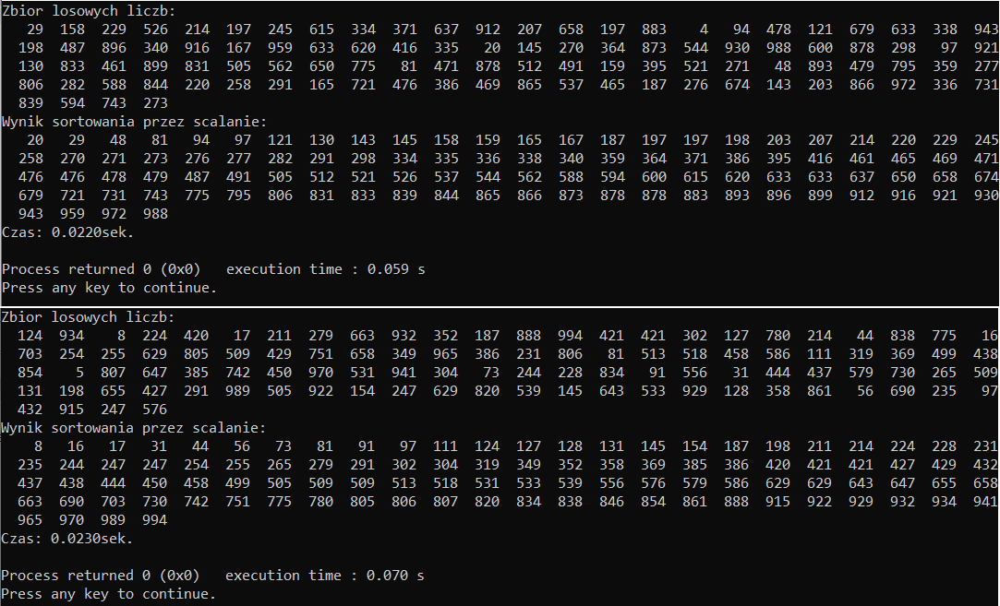 Zbior losowych liczb:
29 158 229 526 214 197 245 615 334 371 637 912 207 658 197 883 4 94 478 121 679 633 338 943
198 487 896 340 916 167 959 633 620 416 335 20 145 270 364 873 544 930 988 600 878 298 97 921
130 833 461 899 831 505 562 650 775 81 471 878 512 491 159 395 521 271 48 893 479 795 359 277
806 282 588 844 220 258 291 165 721 476 386 469 865 537 465 187 276 674 143 203 866 972 336 731
839 594 743 273
Wynik sortowania przez scalanie:
20 29 48 81 94 97 121 130 143 145 158 159 165 167 187 197 197 198 203 207 214 220 229 245
258 270 271 273 276 277 282 291 298 334 335 336 338 340 359 364 371 386 395 416 461 465 469 471
476 476 478 479 487 491 505 512 521 526 537 544 562 588 594 600 615 620 633 633 637 650 658 674
679 721 731 743 775 795 806 831 833 839 844 865 866 873 878 878 883 893 896 899 912 916 921 930
943 959 972 988
Czas: 0.0220sek.
Process returned 0 (0x0) execution time : 0.059 s
Press any key to continue.
Zbior losowych liczb:
124 934 8 224 420 17 211 279 663 932 352 187 888 994 421 421 302 127 780 214 44 838 775 16
703 254 255 629 805 509 429 751 658 349 965 386 231 806 81 513 518 458 586 111 319 369 499 438
854 5 807 647 385 742 450 970 531 941 304 73 244 228 834 91 556 31 444 437 579 730 265 509
131 198 655 427 291 989 505 922 154 247 629 820 539 145 643 533 929 128 358 861 56 690 235 97
432 915 247 576
Wynik sortowania przez scalanie:
8 16 17 31 44 56 73 81 91 97 111 124 127 128 131 145 154 187 198 211 214 224 228 231
235 244 247 247 254 255 265 279 291 302 304 319 349 352 358 369 385 386 420 421 421 427 429 432
437 438 444 450 458 499 505 509 509 513 518 531 533 539 556 576 579 586 629 629 643 647 655 658
663 690 703 730 742 751 775 780 805 806 807 820 834 838 846 854 861 888 915 922 929 932 934 941
965 970 989 994
Czas: 0.0230sek.
Process returned 0 (0x0) execution time : 0.070 s
Press any key to continue.